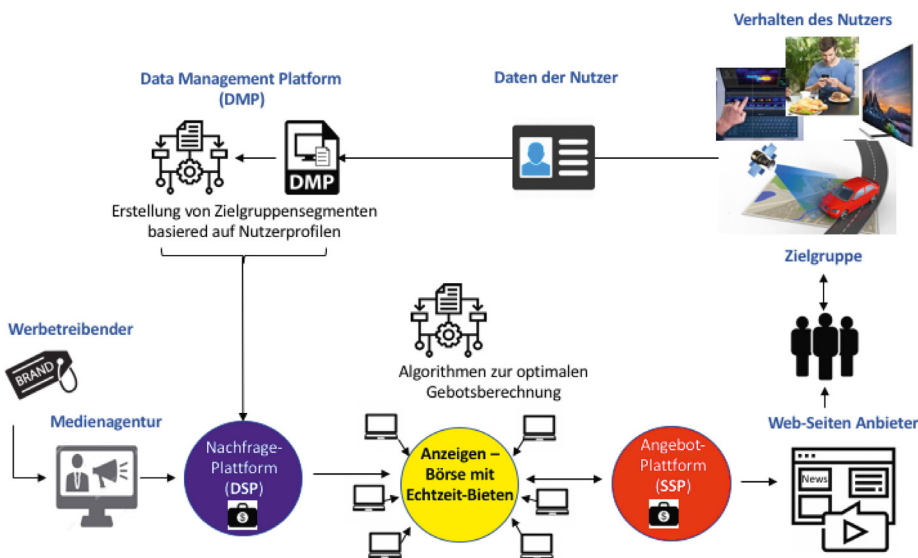 Verhalten des Nutzers
Data Management Platform
(DMP)
Daten der Nutzer
DMP
Erstellung von Zielgruppensegmenten
basiered auf Nutzerprofilen
Zielgruppe
Werbetreibender
BRAND
Algorithmen zur optimalen
Gebotsberechnung
Medienagentur
Nachfrage-
Plattform
(DSP)
$
Anzeigen –
Börse mit
Echtzeit-Bieten
Angebot-
Plattform
(SSP)
$
Web-Seiten Anbieter
News